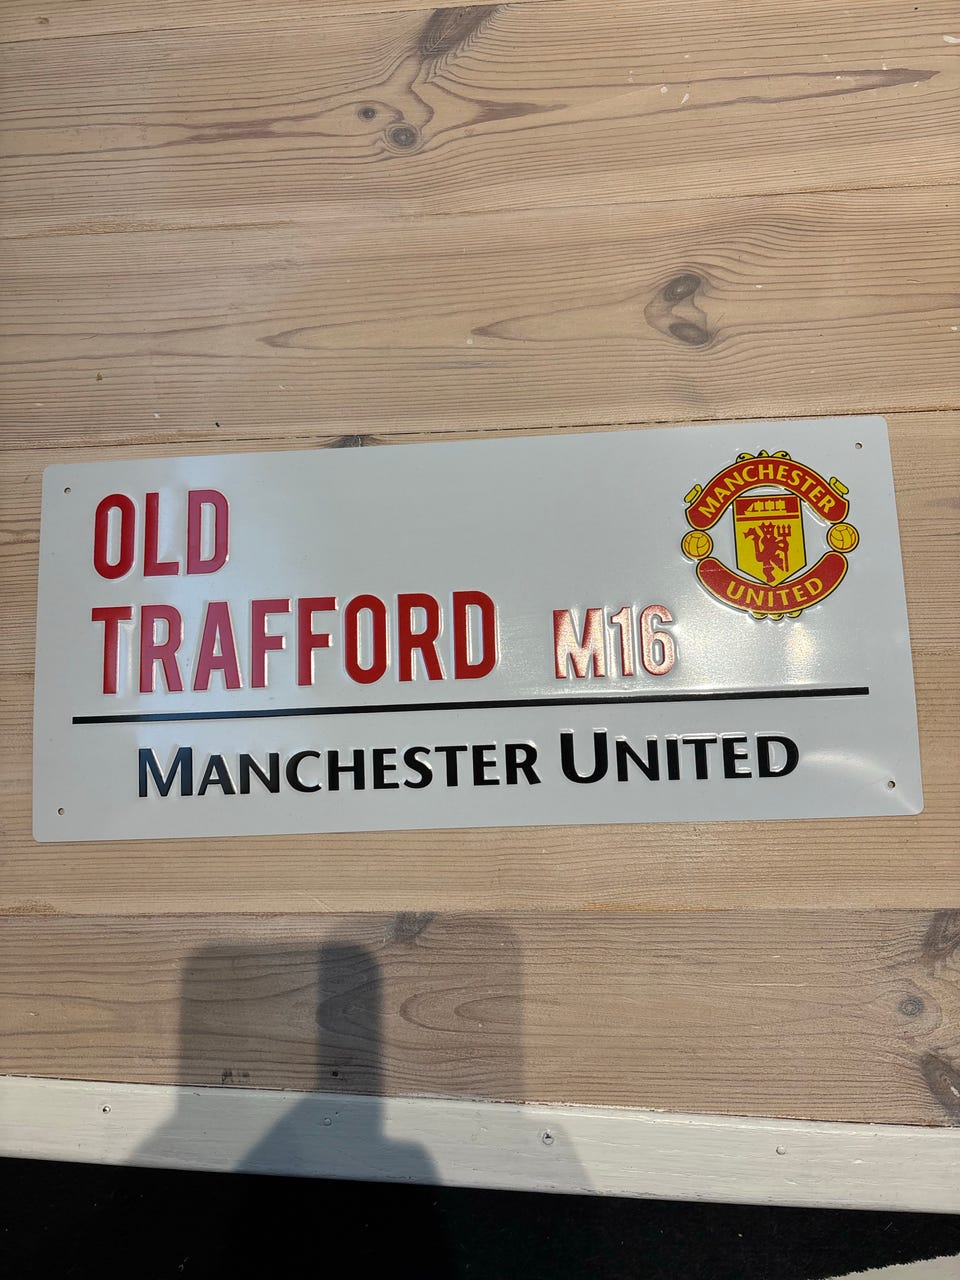 OLD
TRAFFORD M16
MANCHESTER UNITED
MANCHESTER
UNITED